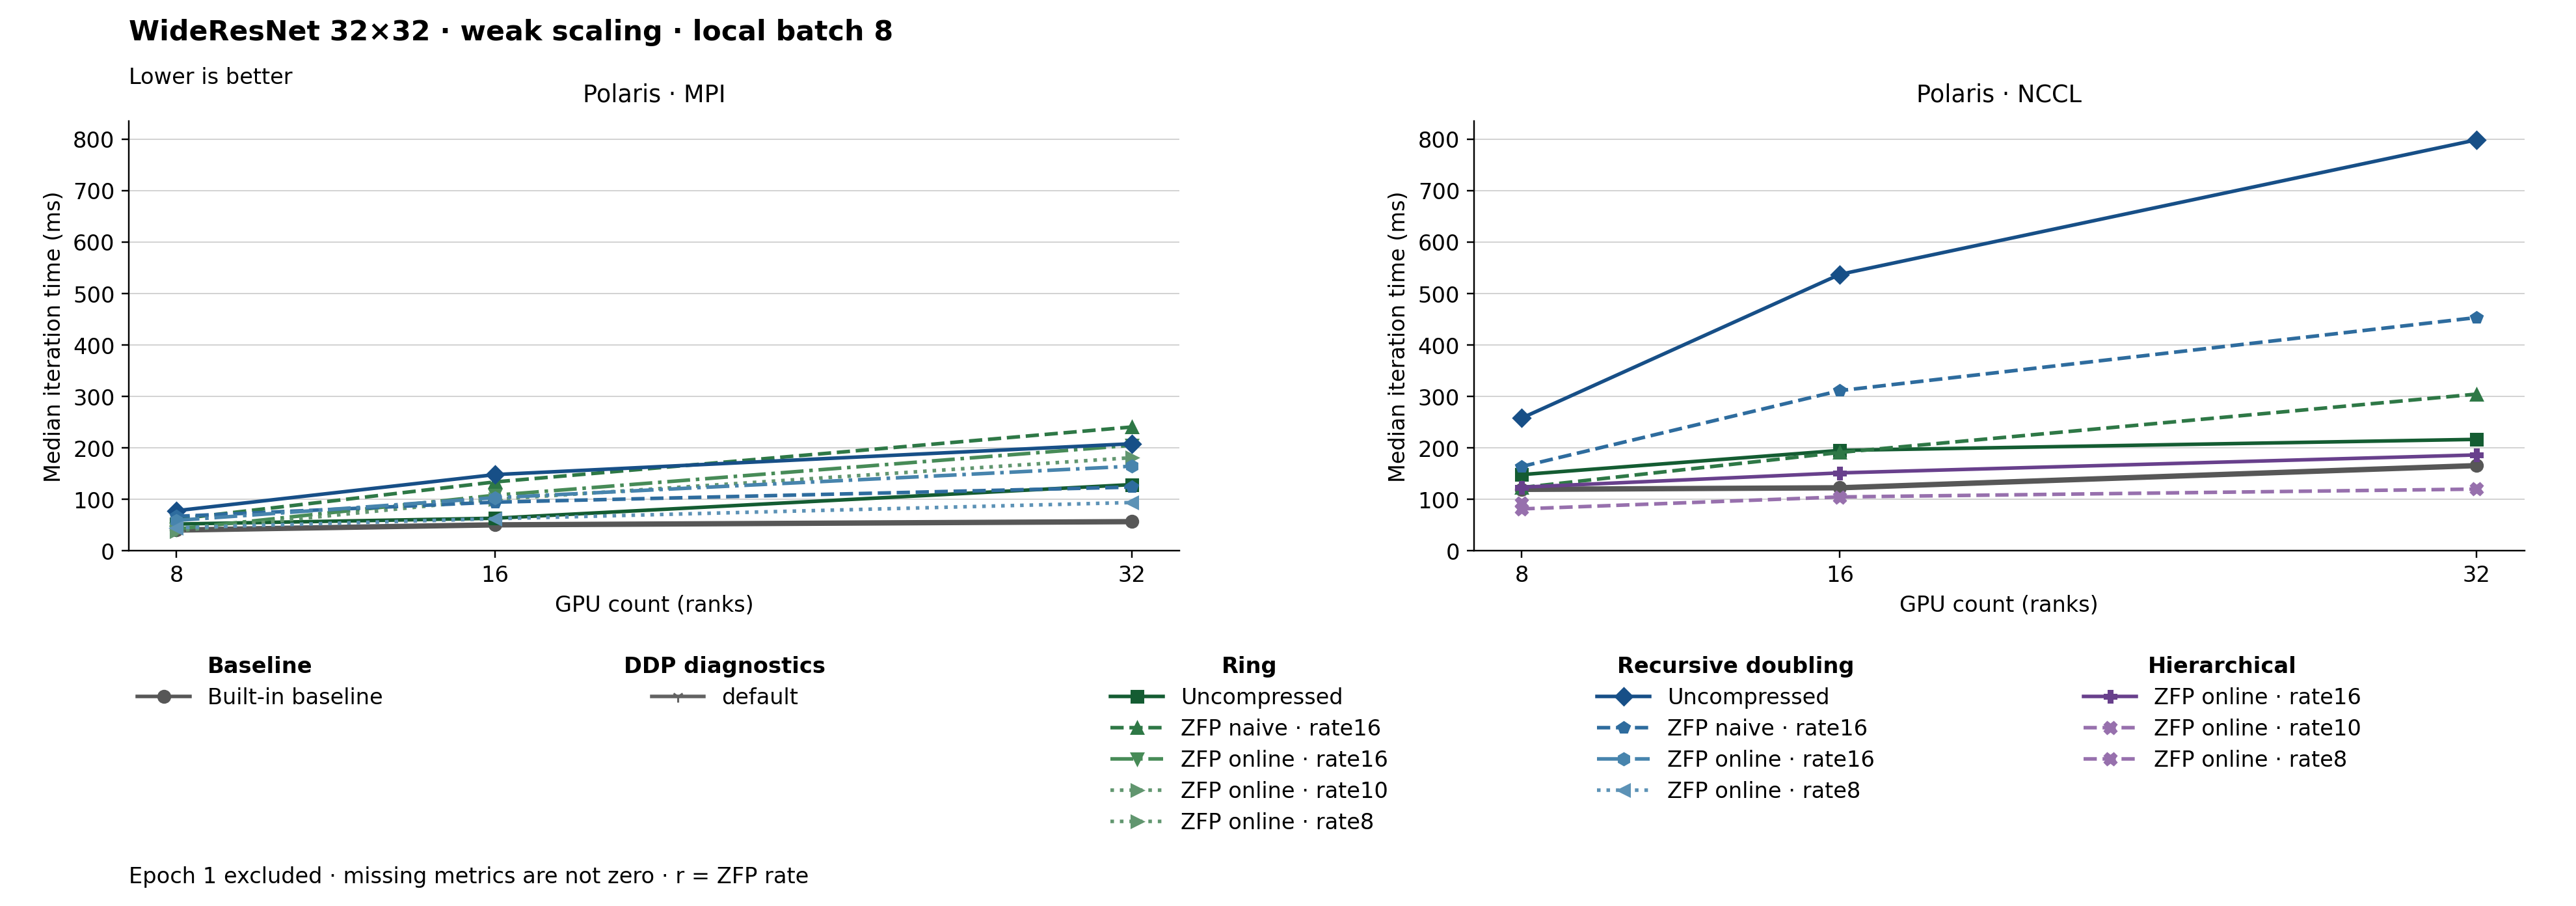 WideResNet 32×32 · weak scaling · local batch 8
Lower is better
Polaris · MPI
Median iteration time (ms)
800
700
600
500
400
300
200
100
0
8 16 32
GPU count (ranks)
Polaris · NCCL
Median iteration time (ms)
800
700
600
500
400
300
200
100
0
8 16 32
GPU count (ranks)
Baseline
Built-in baseline
DDP diagnostics
default
Ring
Uncompressed
ZFP naive · rate16
ZFP online · rate16
ZFP online · rate10
ZFP online · rate8
Recursive doubling
Uncompressed
ZFP naive · rate16
ZFP online · rate16
ZFP online · rate8
Hierarchical
ZFP online · rate16
ZFP online · rate10
ZFP online · rate8
Epoch 1 excluded · missing metrics are not zero · r = ZFP rate